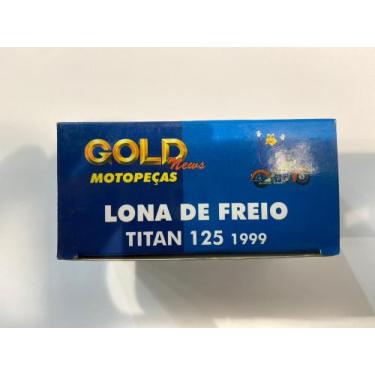 GOLD
News
MOTOPEÇAS
LONA DE FREIO
TITAN 125 1999